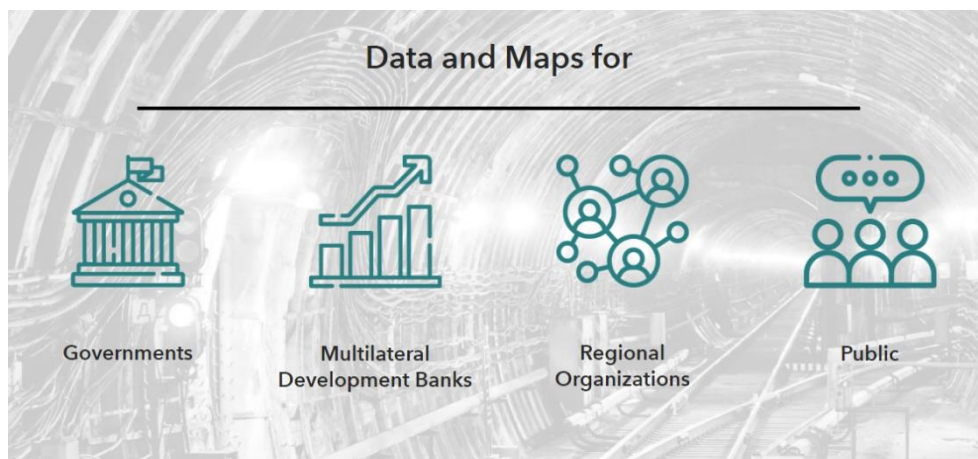 Data and Maps for
Governments
Multilateral
Development Banks
Regional
Organizations
Public